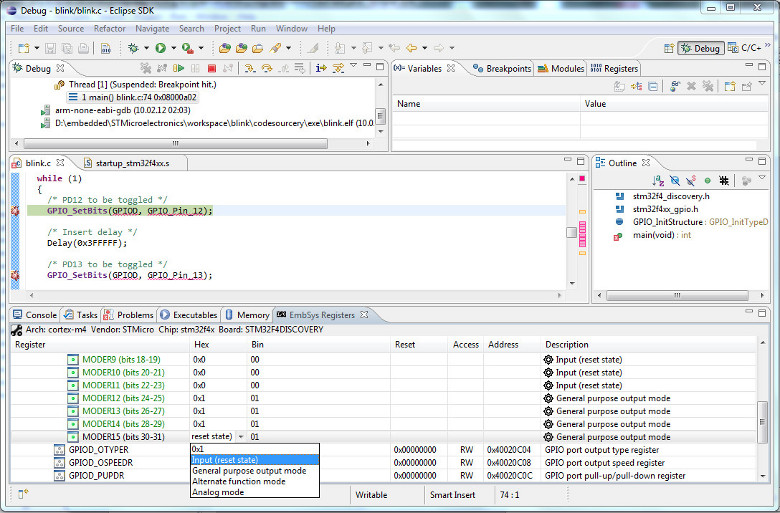 Debug - blink/blink.c - Eclipse SDK
File Edit Source Refactor Navigate Search Project Run Window Help
Debug C/C++
Debug
Thread [1] (Suspended: Breakpoint hit.)
1 main() blink.c:74 0x08000a02
arm-none-eabi-gdb (10.02.12 02:03)
D:\embedded\STMicroelectronics\workspace\blink\codesourcery\exe\blink.elf (10.0
Variables Breakpoints Modules Registers
Name Value
blink.c startup_stm32f4xx.s
while (1)
{
/* PD12 to be toggled */
GPIO_SetBits(GPIOD, GPIO_Pin_12);
/* Insert delay */
Delay(0x3FFFFF);
/* PD13 to be toggled */
GPIO_SetBits(GPIOD, GPIO_Pin_13);
Outline
stm32f4_discovery.h
stm32f4xx_gpio.h
GPIO_InitStructure : GPIO_InitTypeD
main(void) : int
Console Tasks Problems Executables Memory EmbSys Registers
Arch: cortex-m4 Vendor: STMicro Chip: stm32f4x Board: STM32F4DISCOVERY
Register Hex Bin Reset Access Address Description
MODER9 (bits 18-19) 0x0 00 Input (reset state)
MODER10 (bits 20-21) 0x0 00 Input (reset state)
MODER11 (bits 22-23) 0x0 00 Input (reset state)
MODER12 (bits 24-25) 0x1 01 General purpose output mode
MODER13 (bits 26-27) 0x1 01 General purpose output mode
MODER14 (bits 28-29) 0x1 01 General purpose output mode
MODER15 (bits 30-31) reset state) 01 General purpose output mode
GPIOD_OTYPER 0x1 0x00000000 RW 0x40020C04 GPIO port output type register
GPIOD_OSPEEDR Input (reset state) 0x00000000 RW 0x40020C08 GPIO port output speed register
GPIOD_PUPDR General purpose output mode 0x00000000 RW 0x40020C0C GPIO port pull-up/pull-down register
Alternate function mode
Analog mode
Writable Smart Insert 74 : 1